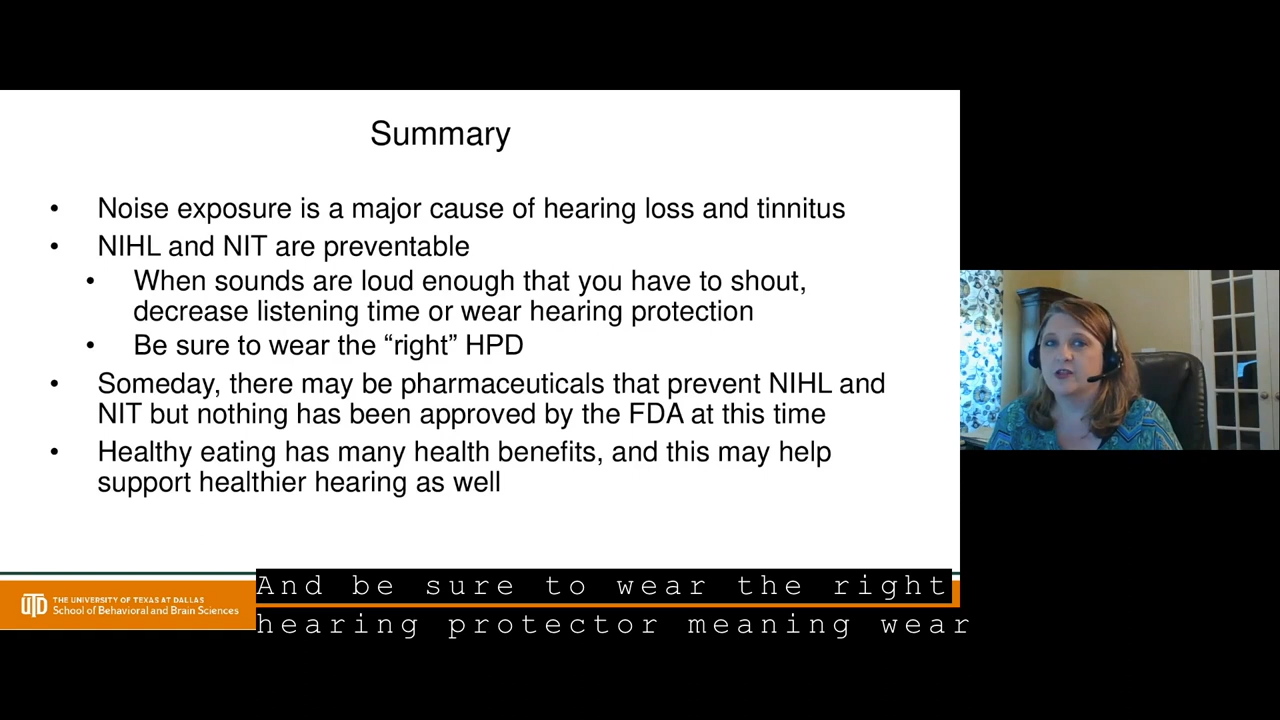 Summary
• Noise exposure is a major cause of hearing loss and tinnitus
• NIHL and NIT are preventable
• When sounds are loud enough that you have to shout,
decrease listening time or wear hearing protection
• Be sure to wear the “right” HPD
• Someday, there may be pharmaceuticals that prevent NIHL and
NIT but nothing has been approved by the FDA at this time
• Healthy eating has many health benefits, and this may help
support healthier hearing as well
UTD
THE UNIVERSITY OF TEXAS AT DALLAS
School of Behavioral and Brain Sciences
And be sure to wear the right
hearing protector meaning wear